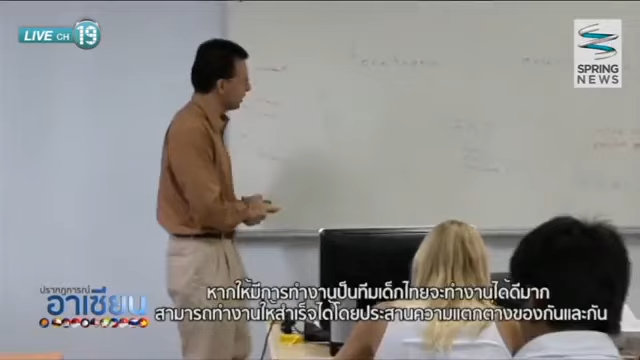 LIVE CH 19
SPRING
NEWS
ปรากฏการณ์
อาเซียน
หากให้มีการทำงานป็นทีมเด็กไทยจะทำงานได้ดีมาก
สามารถทำงานให้สำเร็จได้โดยประสานความแตกต่างของกันและกัน